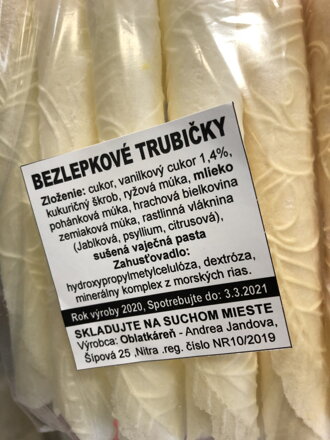 BEZLEPKOVÉ TRUBIČKY
Zloženie: cukor, vanilkový cukor 1,4%,
kukuričný škrob, ryžová múka, mlieko
pohánková múka, hrachová bielkovina
zemiaková múka, rastlinná vláknina
(Jabĺková, psyllium, citrusová),
sušená vaječná pasta
Zahusťovadlo:
hydroxypropylmetylcelulóza, dextróza,
minerálny komplex z morských rias.
Rok výroby 2020, Spotrebujte do: 3.3.2021
SKLADUJTE NA SUCHOM MIESTE
Výrobca: Oblatkáreň - Andrea Jandova,
Šípová 25 ,Nitra .reg. číslo NR10/2019